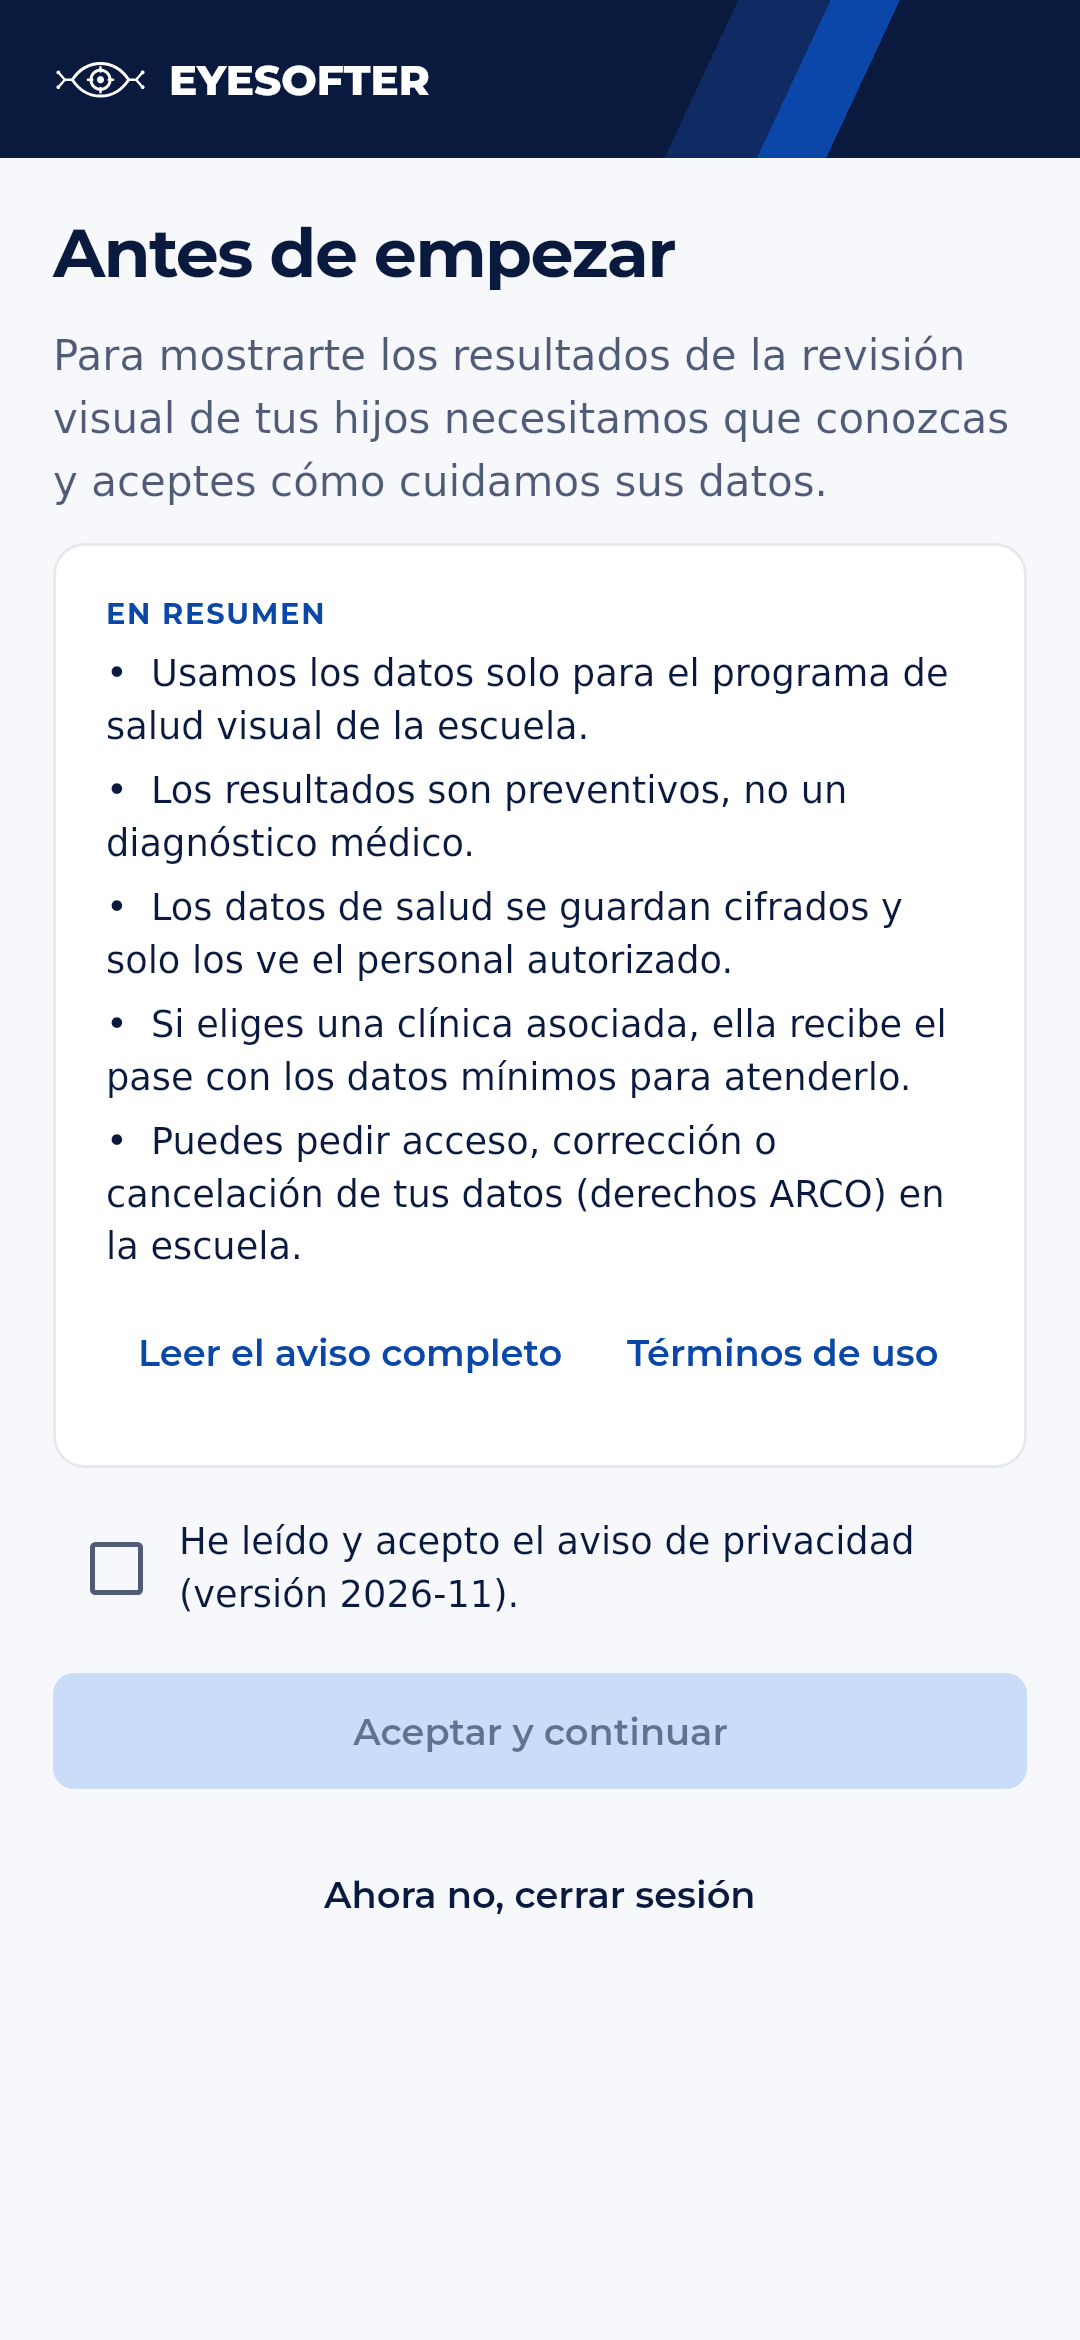 EYESOFTER
Antes de empezar
Para mostrarte los resultados de la revisión
visual de tus hijos necesitamos que conozcas
y aceptes cómo cuidamos sus datos.
EN RESUMEN
• Usamos los datos solo para el programa de
salud visual de la escuela.
• Los resultados son preventivos, no un
diagnóstico médico.
• Los datos de salud se guardan cifrados y
solo los ve el personal autorizado.
• Si eliges una clínica asociada, ella recibe el
pase con los datos mínimos para atenderlo.
• Puedes pedir acceso, corrección o
cancelación de tus datos (derechos ARCO) en
la escuela.
Leer el aviso completo Términos de uso
He leído y acepto el aviso de privacidad
(versión 2026-11).
Aceptar y continuar
Ahora no, cerrar sesión